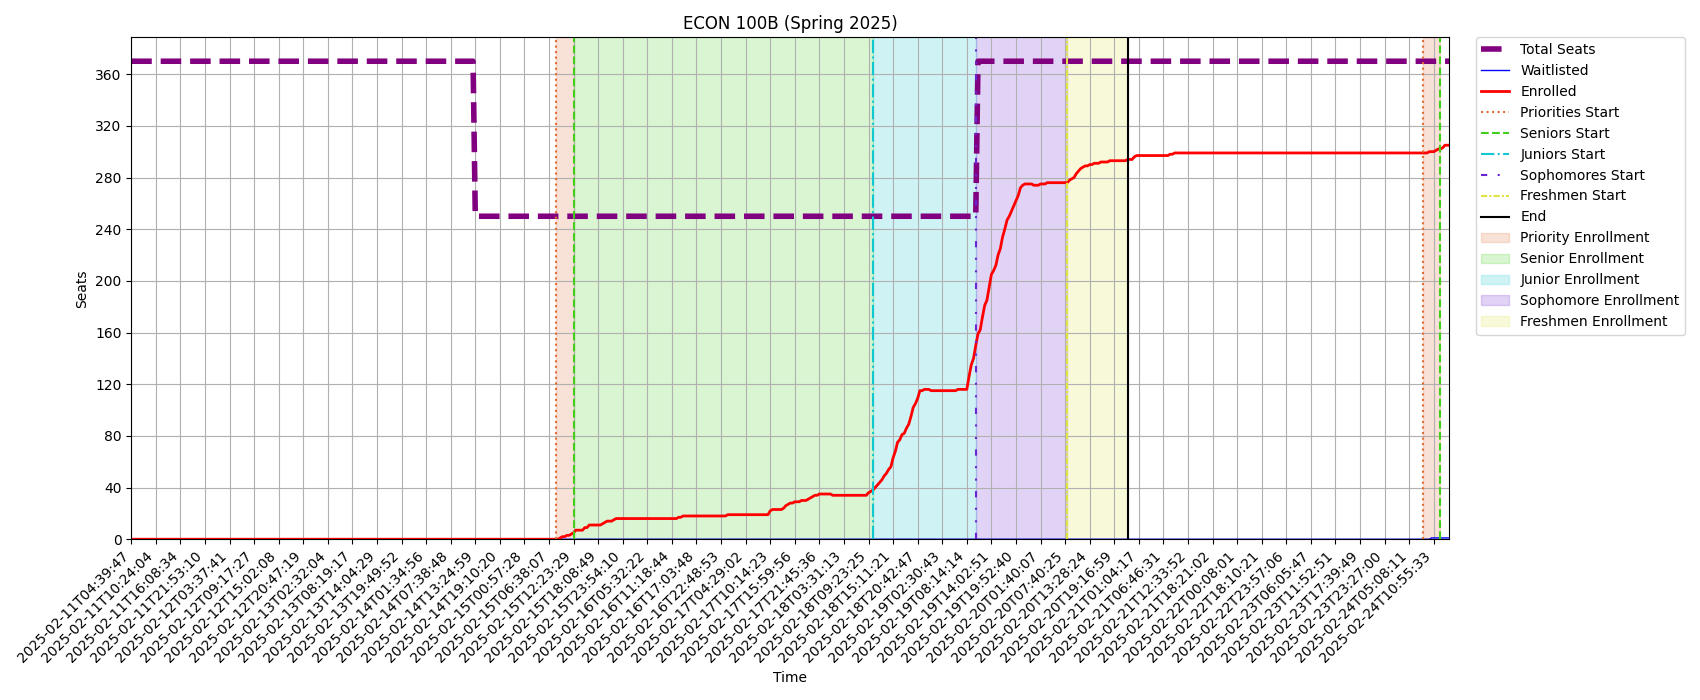 ECON 100B (Spring 2025)
Seats
360
320
280
240
200
160
120
80
40
0
2025-02-11T04:39:47
2025-02-11T10:24:04
2025-02-11T16:08:34
2025-02-11T21:53:10
2025-02-12T03:37:41
2025-02-12T09:17:27
2025-02-12T15:02:08
2025-02-12T20:47:19
2025-02-13T02:32:04
2025-02-13T08:19:17
2025-02-13T14:04:29
2025-02-13T19:49:52
2025-02-14T01:34:56
2025-02-14T07:38:48
2025-02-14T13:24:59
2025-02-14T19:10:20
2025-02-15T00:57:28
2025-02-15T06:38:07
2025-02-15T12:23:29
2025-02-15T18:08:49
2025-02-15T23:54:10
2025-02-16T05:32:22
2025-02-16T11:18:44
2025-02-16T17:03:48
2025-02-16T22:48:53
2025-02-17T04:29:02
2025-02-17T10:14:23
2025-02-17T15:59:56
2025-02-17T21:45:36
2025-02-18T03:31:13
2025-02-18T09:23:25
2025-02-18T15:11:21
2025-02-18T20:42:47
2025-02-19T02:30:43
2025-02-19T08:14:14
2025-02-19T14:02:51
2025-02-19T19:52:40
2025-02-20T01:40:07
2025-02-20T07:40:25
2025-02-20T13:28:24
2025-02-20T19:16:59
2025-02-21T01:04:17
2025-02-21T06:46:31
2025-02-21T12:33:52
2025-02-21T18:21:02
2025-02-22T00:08:01
2025-02-22T18:10:21
2025-02-22T23:57:06
2025-02-23T06:05:47
2025-02-23T11:52:51
2025-02-23T17:39:49
2025-02-23T23:27:00
2025-02-24T05:08:11
2025-02-24T10:55:33
Time
Total Seats
Waitlisted
Enrolled
Priorities Start
Seniors Start
Juniors Start
Sophomores Start
Freshmen Start
End
Priority Enrollment
Senior Enrollment
Junior Enrollment
Sophomore Enrollment
Freshmen Enrollment